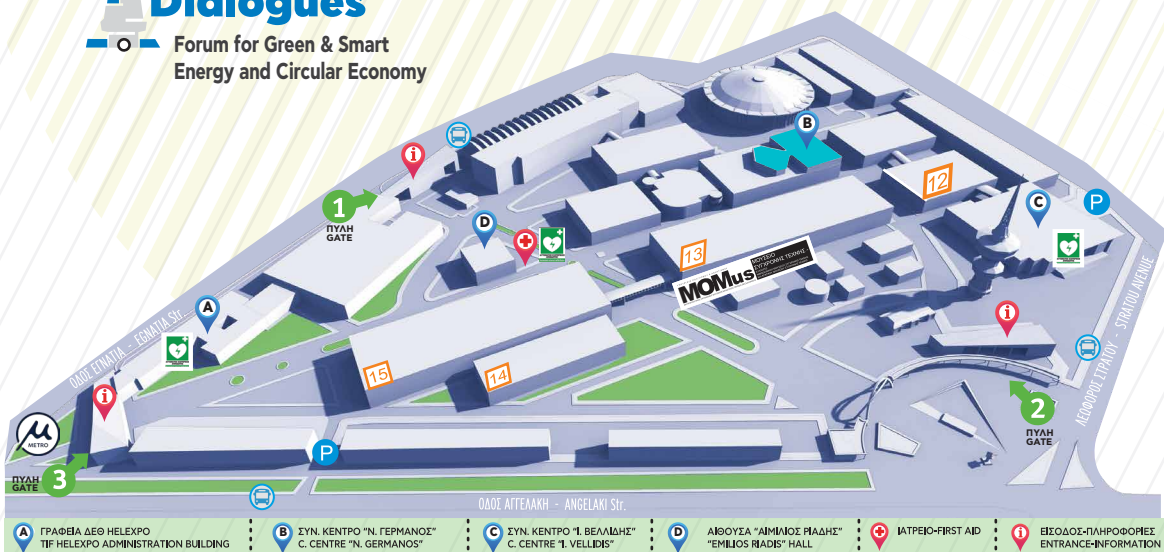 Dialogues
Forum for Green & Smart
Energy and Circular Economy
B
i
12
1
ΠΥΛΗ
GATE
C
P
D
13
MOMus
ΜΟΥΣΕΙΟ
ΣΥΓΧΡΟΝΗΣ ΤΕΧΝΗΣ
A
ΟΔΟΣ ΕΓΝΑΤΙΑ - EGNATIA Str.
i
ΛΕΩΦΟΡΟΣ ΣΤΡΑΤΟΥ - STRATOU AVENUE
15
14
i
2
ΠΥΛΗ
GATE
METRO
P
ΠΥΛΗ
GATE
3
ΟΔΟΣ ΑΓΓΕΛΑΚΗ - ANGELAKI Str.
A
ΓΡΑΦΕΙΑ ΔΕΘ HELEXPO
TIF HELEXPO ADMINISTRATION BUILDING
B
ΣΥΝ. ΚΕΝΤΡΟ "Ν. ΓΕΡΜΑΝΟΣ"
C. CENTRE "N. GERMANOS"
C
ΣΥΝ. ΚΕΝΤΡΟ "Ι. ΒΕΛΛΙΔΗΣ"
C. CENTRE "I. VELLIDIS"
D
ΑΙΘΟΥΣΑ "ΑΙΜΙΛΙΟΣ ΡΙΑΔΗΣ"
"EMILIOS RIADIS" HALL
ΙΑΤΡΕΙΟ-FIRST AID
i
ΕΙΣΟΔΟΣ-ΠΛΗΡΟΦΟΡΙΕΣ
ENTRANCE-INFORMATION